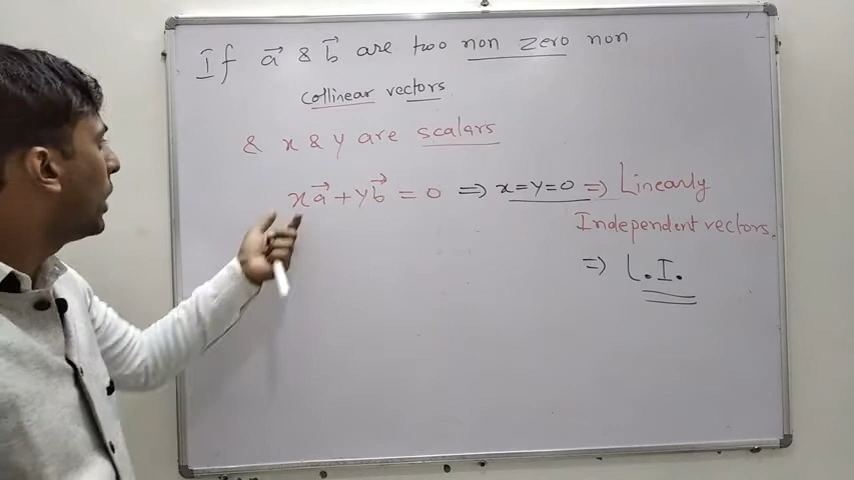 If a⃗ & b⃗ are two non zero non
collinear vectors
& x & y are scalars
xa⃗ + yb⃗ = 0 ⇒ x=y=0 ⇒ Linearly
Independent vectors.
⇒ L.I.